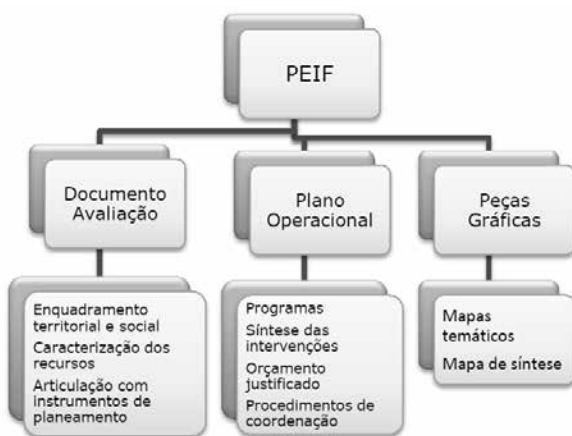 PEIF
Documento
Avaliação
Plano
Operacional
Peças
Gráficas
Enquadramento
territorial e social
Caracterização dos
recursos
Articulação com
instrumentos de
planeamento
Programas
Síntese das
intervenções
Orçamento
justificado
Procedimentos de
coordenação
Mapas
temáticos
Mapa de síntese